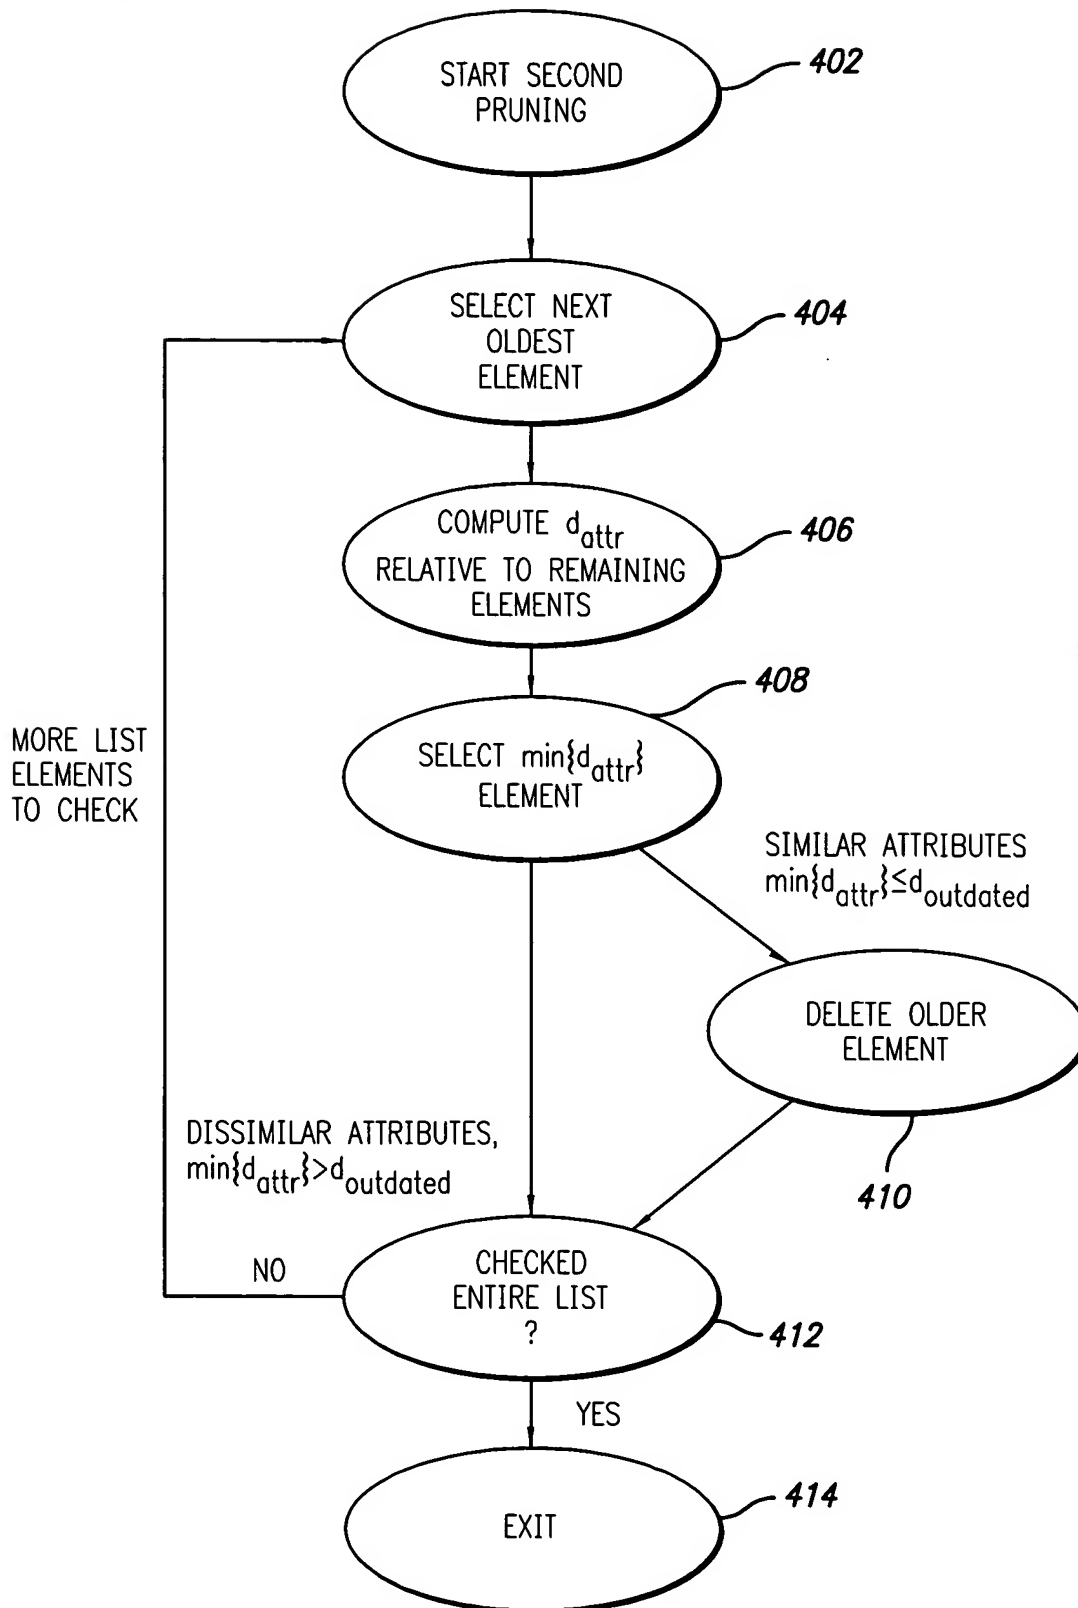 START SECOND
PRUNING
402
SELECT NEXT
OLDEST
ELEMENT
404
COMPUTE d_attr
RELATIVE TO REMAINING
ELEMENTS
406
SELECT min{d_attr}
ELEMENT
408
MORE LIST
ELEMENTS
TO CHECK
SIMILAR ATTRIBUTES
min{d_attr}≤d_outdated
DELETE OLDER
ELEMENT
410
DISSIMILAR ATTRIBUTES,
min{d_attr}>d_outdated
NO
CHECKED
ENTIRE LIST
?
412
YES
EXIT
414